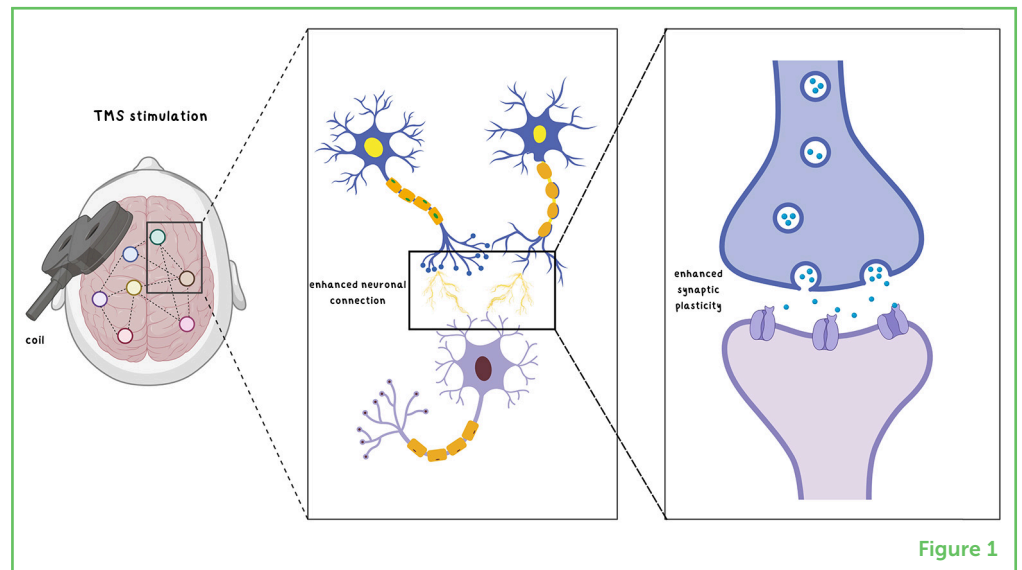 TMS stimulation
coil
enhanced neuronal
connection
enhanced
synaptic
plasticity
Figure 1